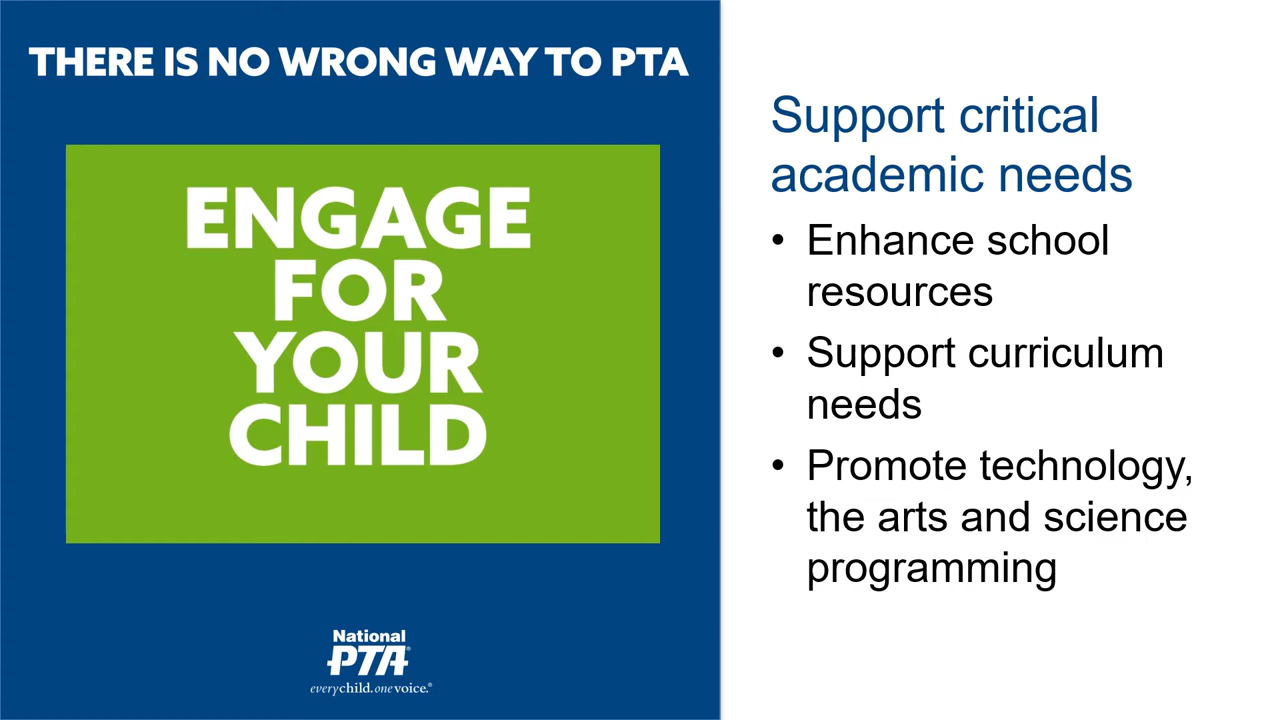 THERE IS NO WRONG WAY TO PTA
ENGAGE
FOR
YOUR
CHILD
National
PTA®
everychild.onevoice.®
Support critical
academic needs
• Enhance school
resources
• Support curriculum
needs
• Promote technology,
the arts and science
programming